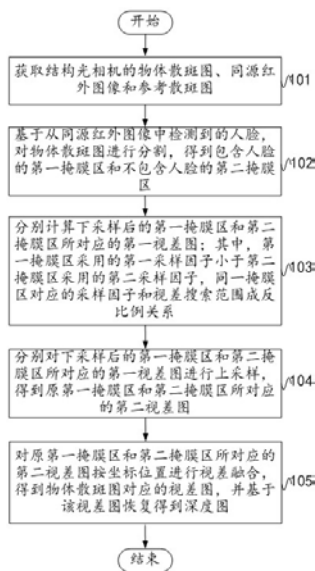 开始
获取结构光相机的物体散斑图、同源红
外图像和参考散斑图
101
基于从同源红外图像中检测到的人脸，
对物体散斑图进行分割，得到包含人脸
的第一掩膜区和不包含人脸的第二掩膜
区
102
分别计算下采样后的第一掩膜区和第二
掩膜区所对应的第一视差图；其中，第
一掩膜区采用的第一采样因子小于第二
掩膜区采用的第二采样因子，同一掩膜
区对应的采样因子和视差搜索范围成反
比例关系
103
分别对下采样后的第一掩膜区和第二掩
膜区所对应的第一视差图进行上采样，
得到原第一掩膜区和第二掩膜区所对应
的第二视差图
104
对原第一掩膜区和第二掩膜区所对应的
第二视差图按坐标位置进行视差融合，
得到物体散斑图对应的视差图，并基于
该视差图恢复得到深度图
105
结束